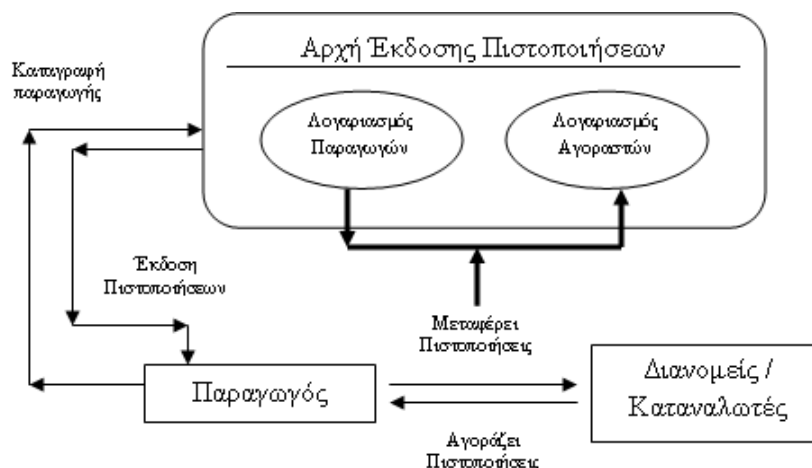 Αρχή Έκδοσης Πιστοποιήσεων
Καταγραφή
παραγωγής
Λογαριασμός
Παραγωγών
Λογαριασμός
Αγοραστών
Έκδοση
Πιστοποιήσεων
Μεταφέρει
Πιστοποιήσεις
Παραγωγός
Διανομείς /
Καταναλωτές
Αγοράζει
Πιστοποιήσεις